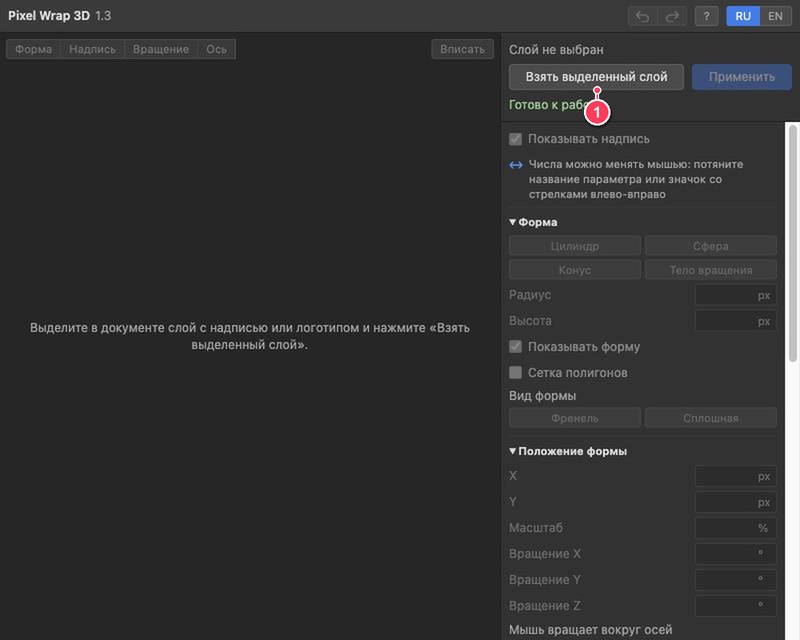 Pixel Wrap 3D 1.3
? RU EN
Форма Надпись Вращение Ось Вписать
Слой не выбран
Взять выделенный слой Применить
Готово к
1
Показывать надпись
Числа можно менять мышью: потяните
название параметра или значок со
стрелками влево-вправо
Форма
Цилиндр Сфера
Конус Тело вращения
Радиус px
Высота px
Показывать форму
Сетка полигонов
Вид формы
Френель Сплошная
Выделите в документе слой с надписью или логотипом и нажмите «Взять
выделенный слой».
Положение формы
X px
Y px
Масштаб %
Вращение X °
Вращение Y °
Вращение Z °
Мышь вращает вокруг осей